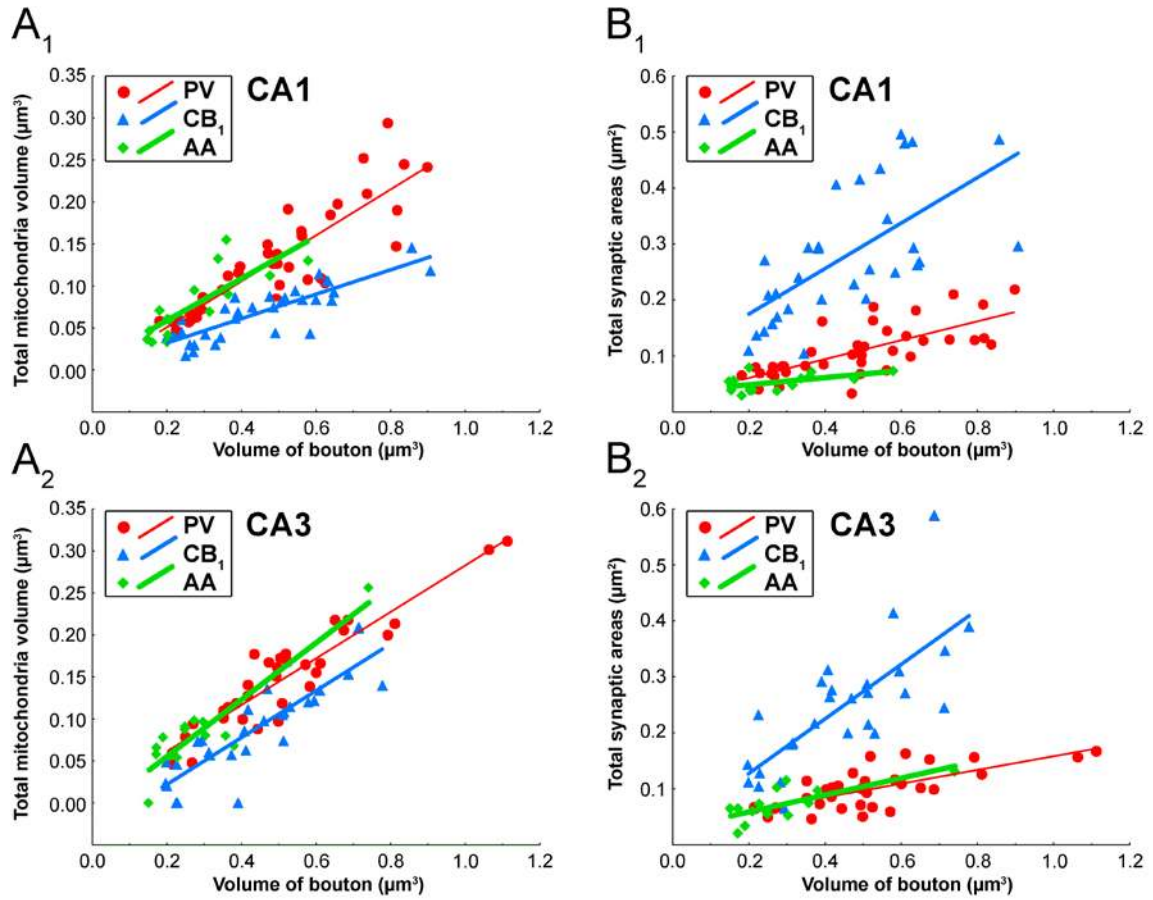 A1
CA1
PV
CB1
AA
Total mitochondria volume (µm³)
0.35
0.30
0.25
0.20
0.15
0.10
0.05
0.00
0.0 0.2 0.4 0.6 0.8 1.0 1.2
Volume of bouton (µm³)
B1
CA1
PV
CB1
AA
Total synaptic areas (µm²)
0.6
0.5
0.4
0.3
0.2
0.1
0.0 0.2 0.4 0.6 0.8 1.0 1.2
Volume of bouton (µm³)
A2
CA3
PV
CB1
AA
Total mitochondria volume (µm³)
0.35
0.30
0.25
0.20
0.15
0.10
0.05
0.00
0.0 0.2 0.4 0.6 0.8 1.0 1.2
Volume of bouton (µm³)
B2
CA3
PV
CB1
AA
Total synaptic areas (µm²)
0.6
0.5
0.4
0.3
0.2
0.1
0.0 0.2 0.4 0.6 0.8 1.0 1.2
Volume of bouton (µm³)